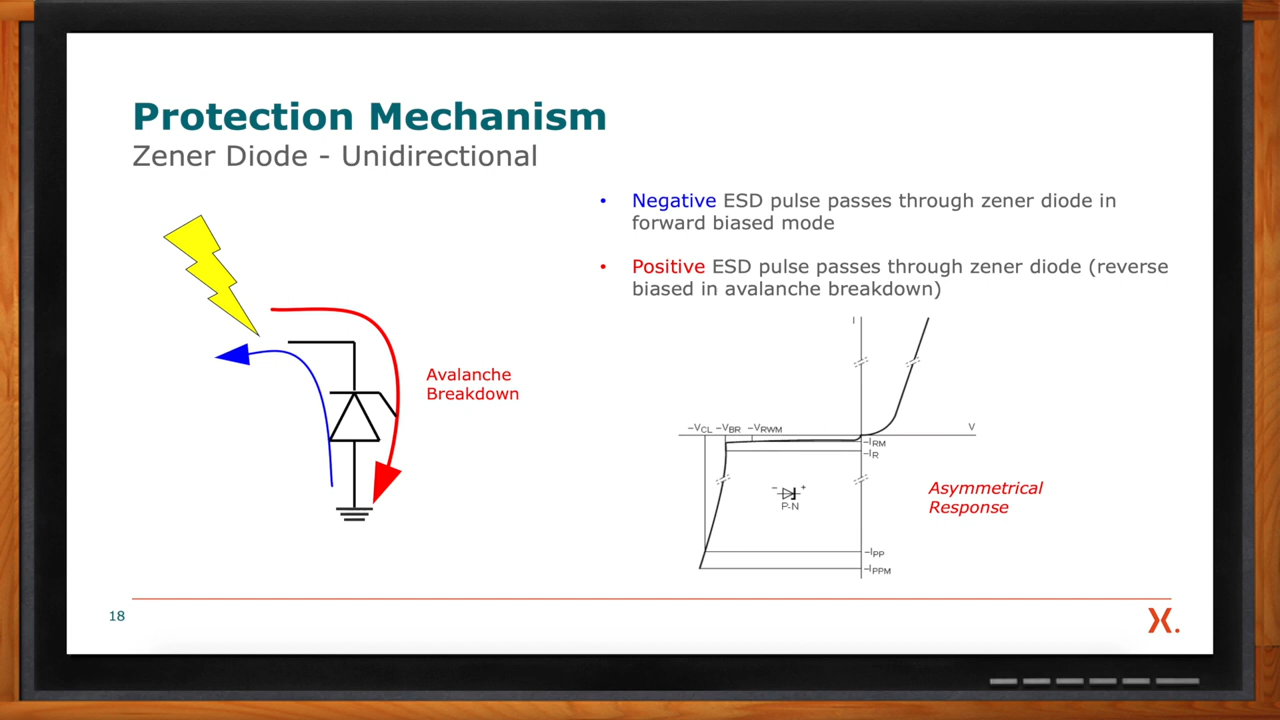 Protection Mechanism
Zener Diode - Unidirectional
• Negative ESD pulse passes through zener diode in
forward biased mode
• Positive ESD pulse passes through zener diode (reverse
biased in avalanche breakdown)
Avalanche
Breakdown
I
–VCL –VBR –VRWM
V
–IRM
–IR
– +
P-N
Asymmetrical
Response
–IPP
–IPPM
18
X.